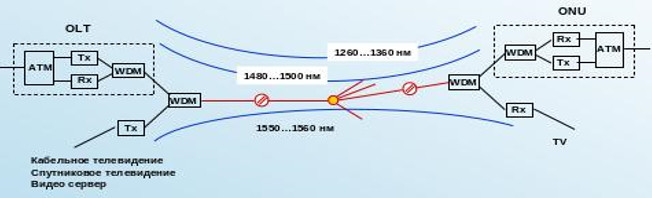 ONU
OLT
1260...1360 нм
1480...1500 нм
1550...1560 нм
ATM
Tx
Rx
WDM
WDM
Tx
WDM
WDM
Rx
Tx
ATM
Rx
TV
Кабельное телевидение
Спутниковое телевидение
Видео сервер